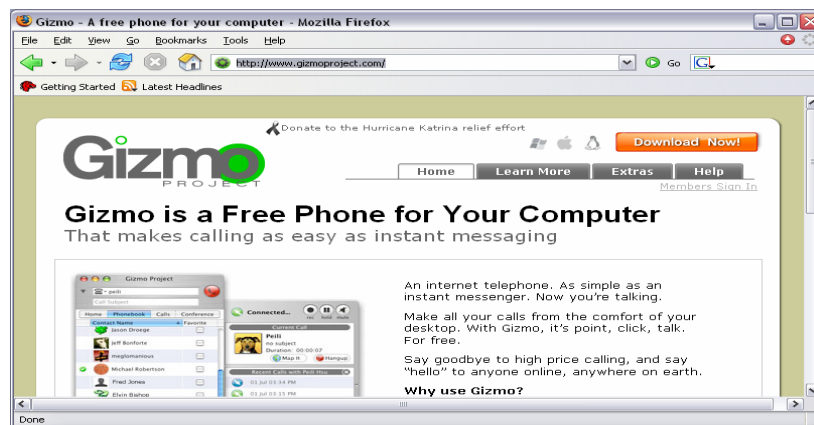 Gizmo - A free phone for your computer - Mozilla Firefox
File Edit View Go Bookmarks Tools Help
http://www.gizmoproject.com/ Go G
Getting Started Latest Headlines
Donate to the Hurricane Katrina relief effort
Download Now!
Gizmo
PROJECT
Home Learn More Extras Help
Members Sign In
Gizmo is a Free Phone for Your Computer
That makes calling as easy as instant messaging
Gizmo Project
peili
Call Subject
Home Phonebook Calls Conference
Contact Name Favorite
Jason Droege
Jeff Bonforte
meglomanious
Michael Robertson
Fred Jones
Elvin Bishop
Connected...
rec hold mute
Current Call
Peili
no subject
Duration: 00:00:07
Map It Hangup
Recent Calls with Peili Hsu
01 Jul 03:14 PM
01 Jul 03:15 PM
An internet telephone. As simple as an
instant messenger. Now you're talking.
Make all your calls from the comfort of your
desktop. With Gizmo, it's point, click, talk.
For free.
Say goodbye to high price calling, and say
"hello" to anyone online, anywhere on earth.
Why use Gizmo?
Done